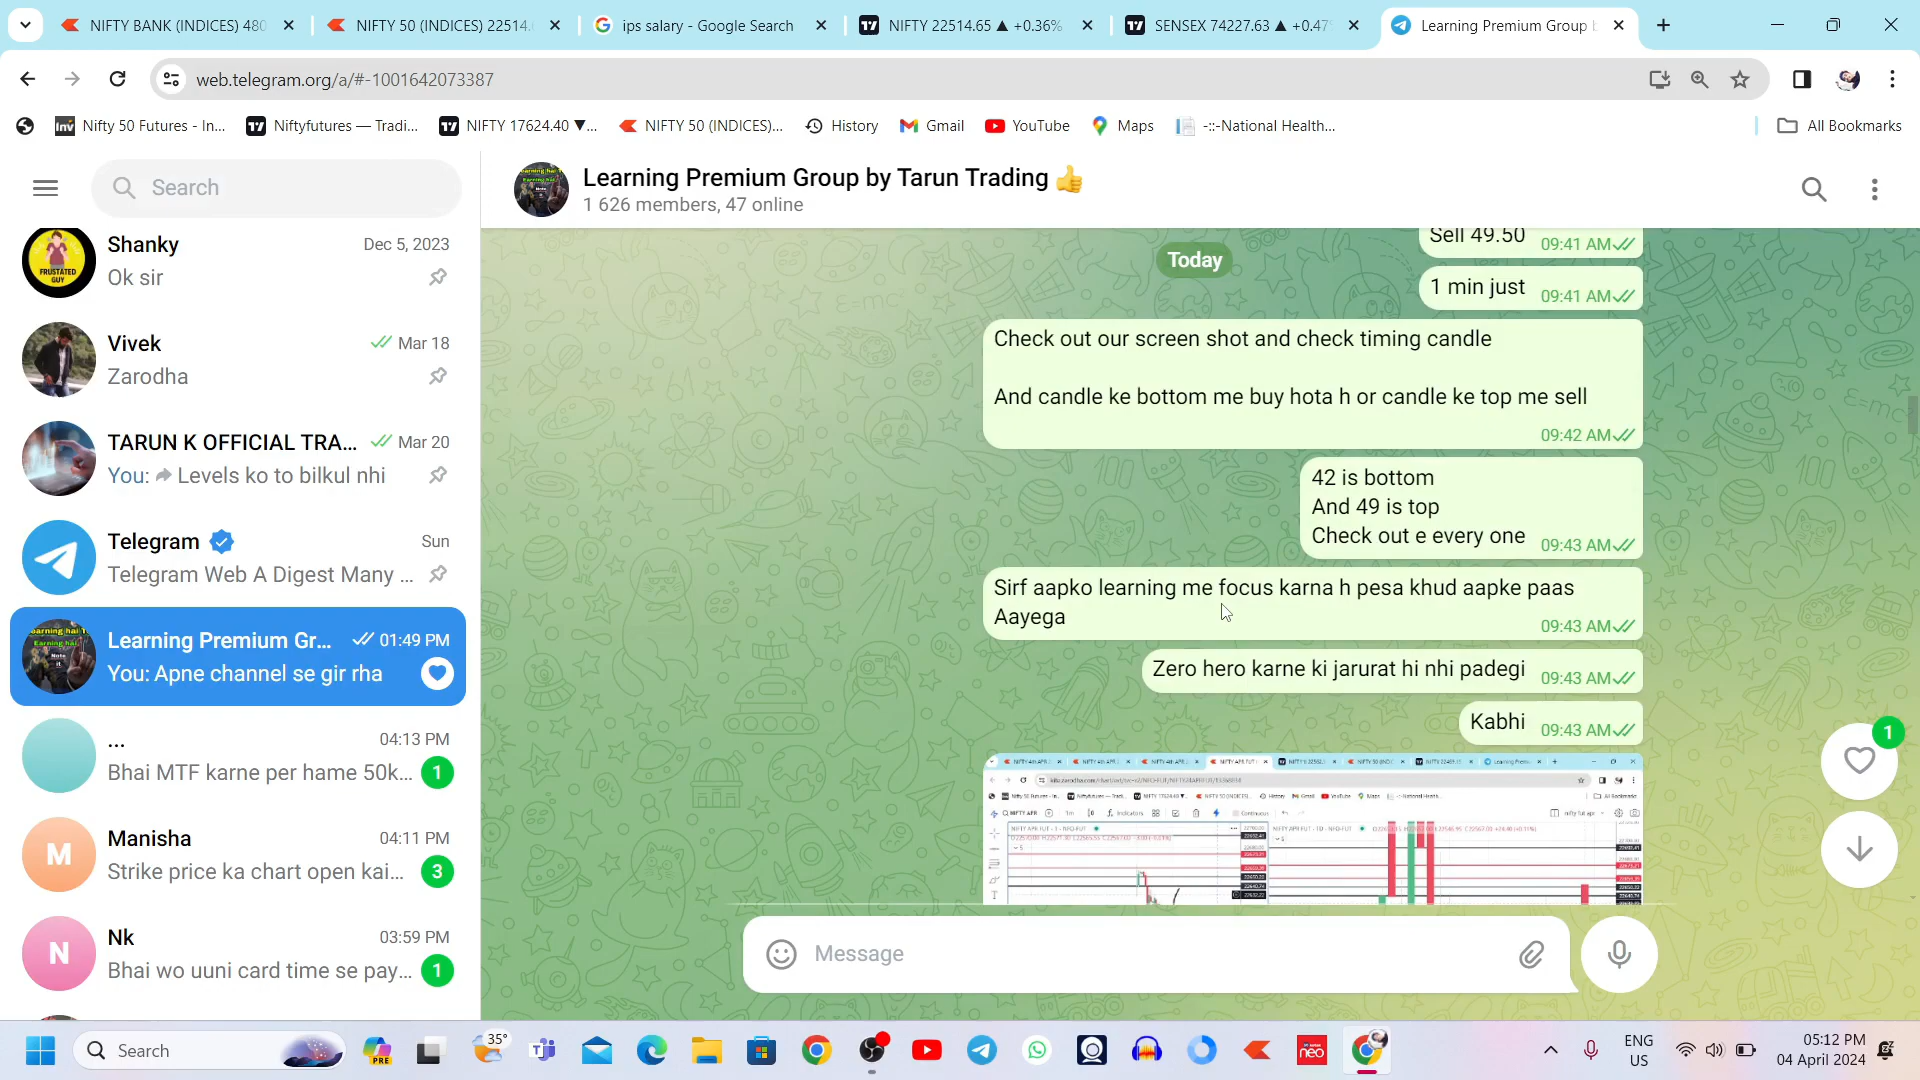 NIFTY BANK (INDICES) 480
NIFTY 50 (INDICES) 22514.
ips salary - Google Search
NIFTY 22514.65 ▲ +0.36%
SENSEX 74227.63 ▲ +0.47
Learning Premium Group b
web.telegram.org/a/#-1001642073387
Nifty 50 Futures - In...
Niftyfutures — Tradi...
NIFTY 17624.40 ▼...
NIFTY 50 (INDICES)...
History
Gmail
YouTube
Maps
-::-National Health...
All Bookmarks
Search
Learning Premium Group by Tarun Trading 👍
1 626 members, 47 online
Shanky
Dec 5, 2023
Ok sir
Vivek
Mar 18
Zarodha
TARUN K OFFICIAL TRA...
Mar 20
You: Levels ko to bilkul nhi
Telegram
Sun
Telegram Web A Digest Many ...
Learning Premium Gr...
01:49 PM
You: Apne channel se gir rha
...
04:13 PM
Bhai MTF karne per hame 50k...
1
Manisha
04:11 PM
M
Strike price ka chart open kai...
3
Nk
03:59 PM
N
Bhai wo uuni card time se pay...
1
Sell 49.50
09:41 AM
Today
1 min just
09:41 AM
Check out our screen shot and check timing candle
And candle ke bottom me buy hota h or candle ke top me sell
09:42 AM
42 is bottom
And 49 is top
Check out e every one
09:43 AM
Sirf aapko learning me focus karna h pesa khud aapke paas
Aayega
09:43 AM
Zero hero karne ki jarurat hi nhi padegi
09:43 AM
Kabhi
09:43 AM
1
Message
Search
PRE
35°
neo
ENG
US
05:12 PM
04 April 2024